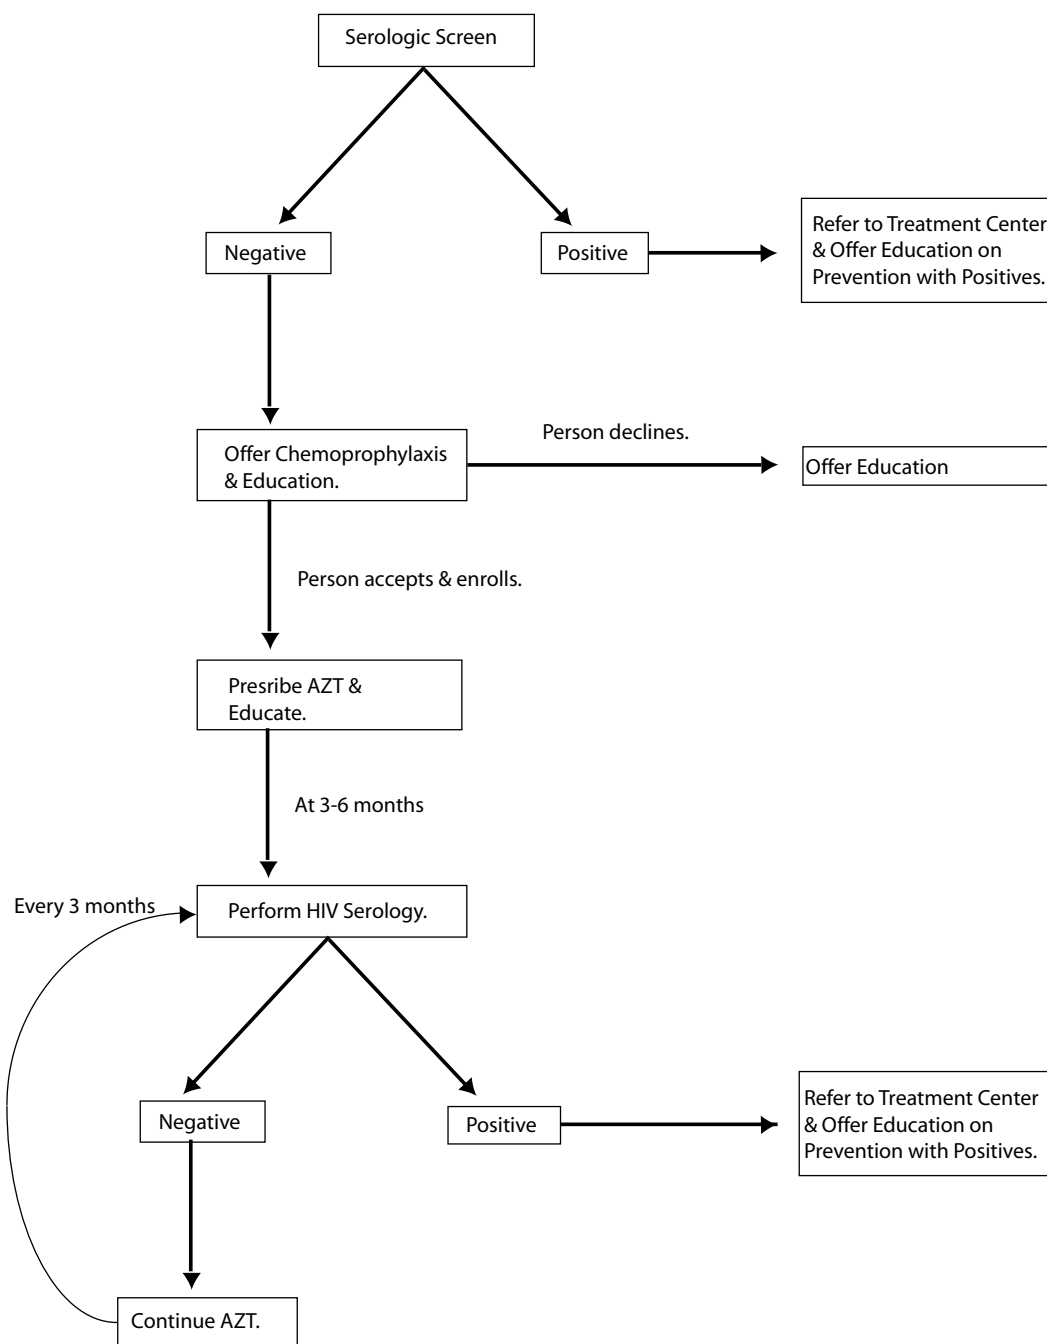 Serologic Screen
Negative
Positive
Refer to Treatment Center
& Offer Education on
Prevention with Positives.
Offer Chemoprophylaxis
& Education.
Person declines.
Offer Education
Person accepts & enrolls.
Presribe AZT &
Educate.
At 3-6 months
Every 3 months
Perform HIV Serology.
Negative
Positive
Refer to Treatment Center
& Offer Education on
Prevention with Positives.
Continue AZT.